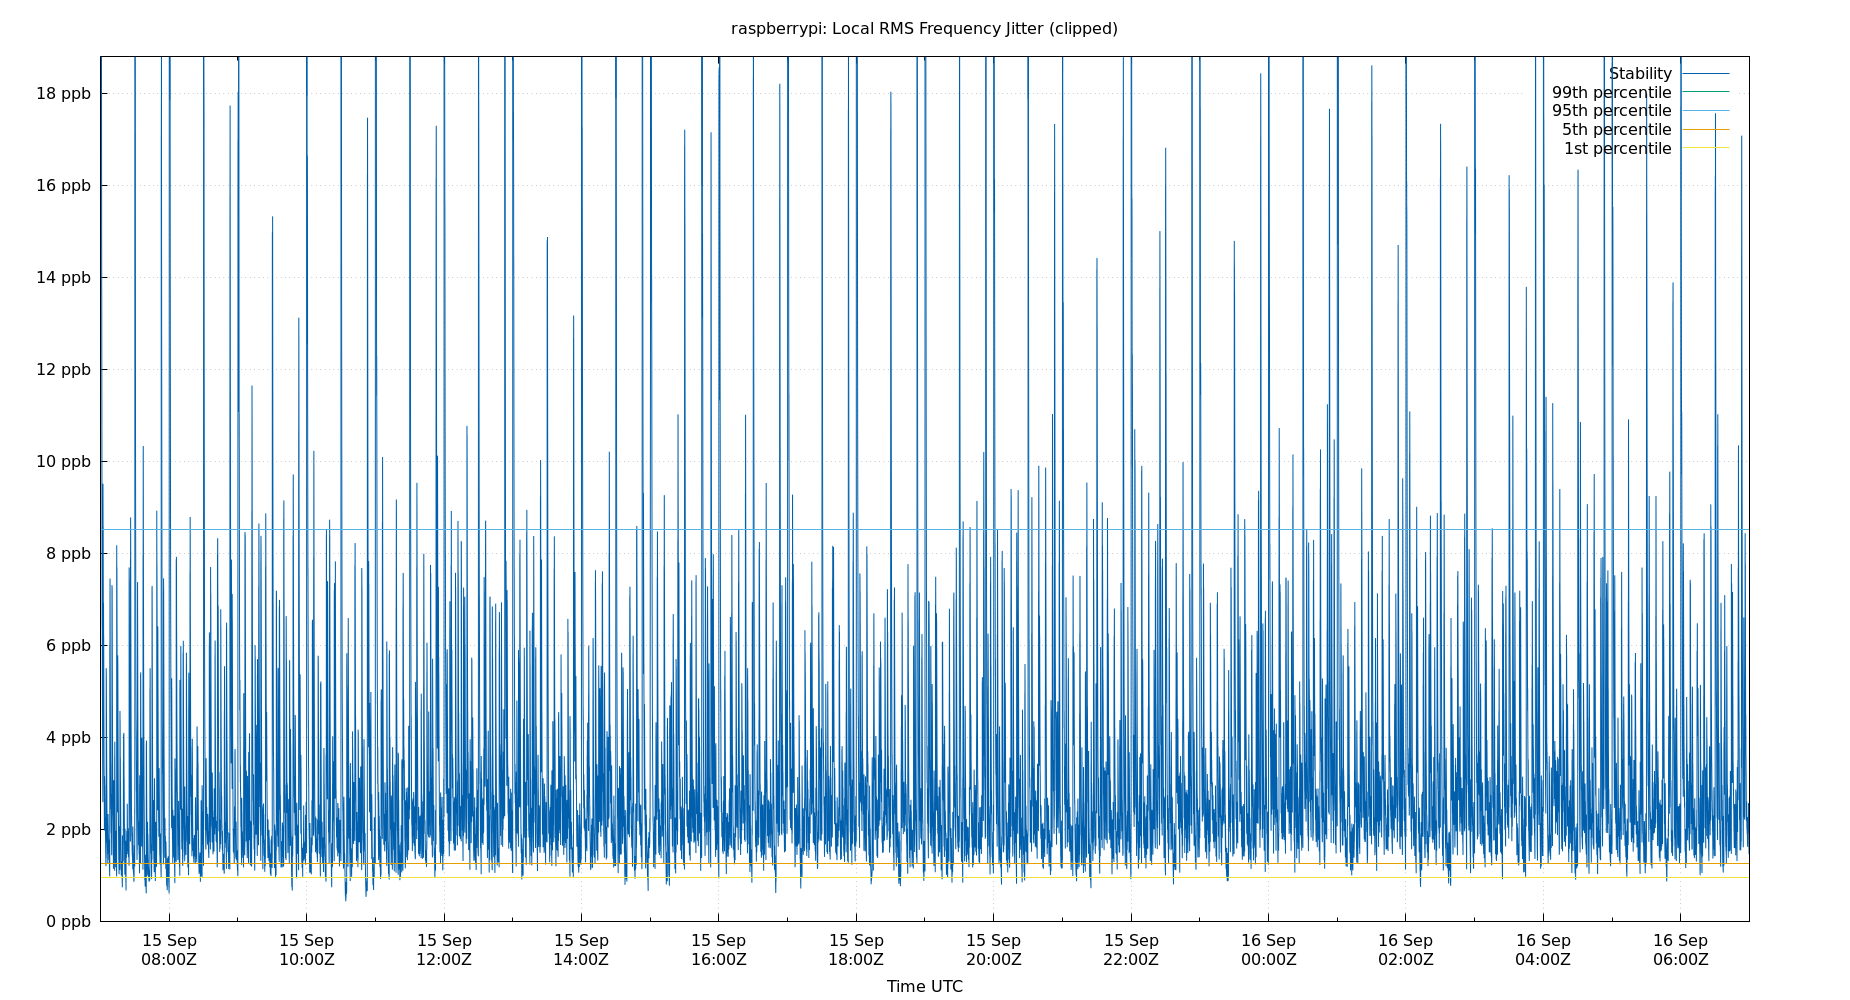 raspberrypi: Local RMS Frequency Jitter (clipped)
Stability
99th percentile
95th percentile
5th percentile
1st percentile
18 ppb
16 ppb
14 ppb
12 ppb
10 ppb
8 ppb
6 ppb
4 ppb
2 ppb
0 ppb
15 Sep 15 Sep 15 Sep 15 Sep 15 Sep 15 Sep 15 Sep 15 Sep 16 Sep 16 Sep 16 Sep 16 Sep
08:00Z 10:00Z 12:00Z 14:00Z 16:00Z 18:00Z 20:00Z 22:00Z 00:00Z 02:00Z 04:00Z 06:00Z
Time UTC